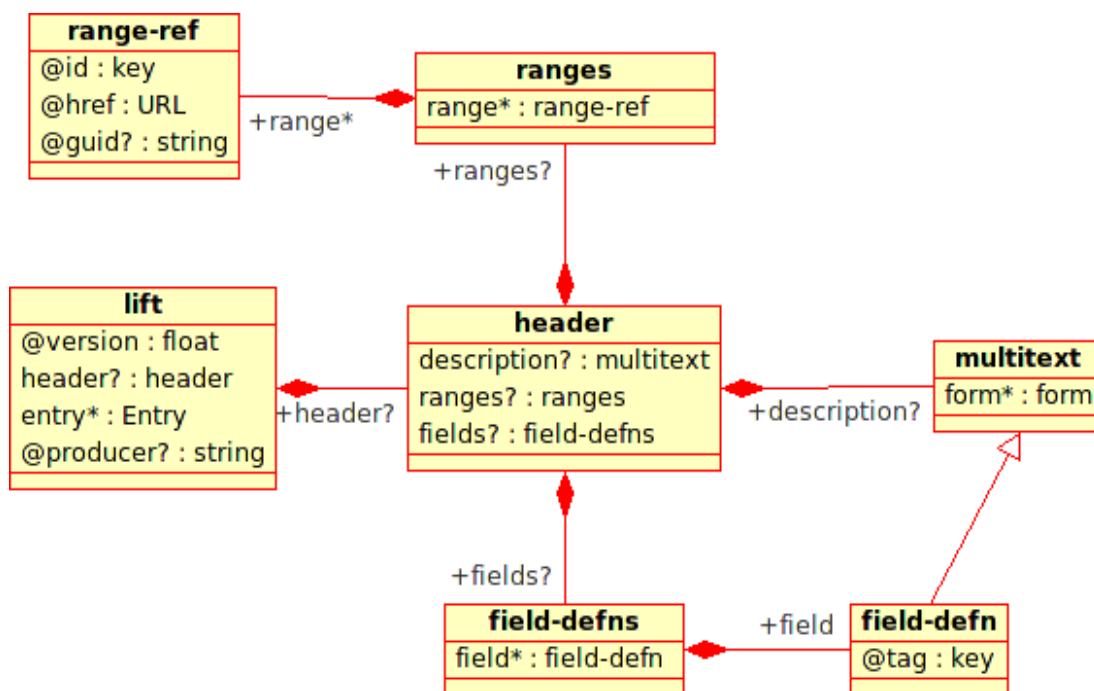 range-ref
@id : key
@href : URL
@guid? : string
+range*
ranges
range* : range-ref
+ranges?
lift
@version : float
header? : header
entry* : Entry
@producer? : string
+header?
header
description? : multitext
ranges? : ranges
fields? : field-defns
+description?
multitext
form* : form
+fields?
field-defns
field* : field-defn
+field
field-defn
@tag : key